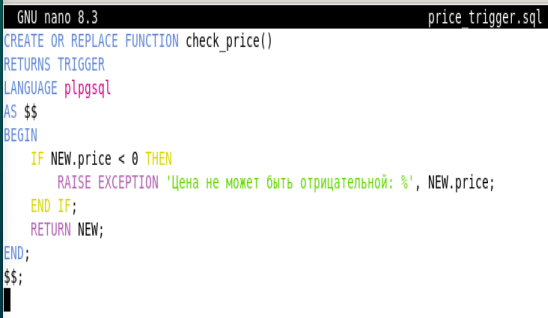 GNU nano 8.3 price_trigger.sql
CREATE OR REPLACE FUNCTION check_price()
RETURNS TRIGGER
LANGUAGE plpgsql
AS $$
BEGIN
    IF NEW.price < 0 THEN
        RAISE EXCEPTION 'Цена не может быть отрицательной: %', NEW.price;
    END IF;
    RETURN NEW;
END;
$$;